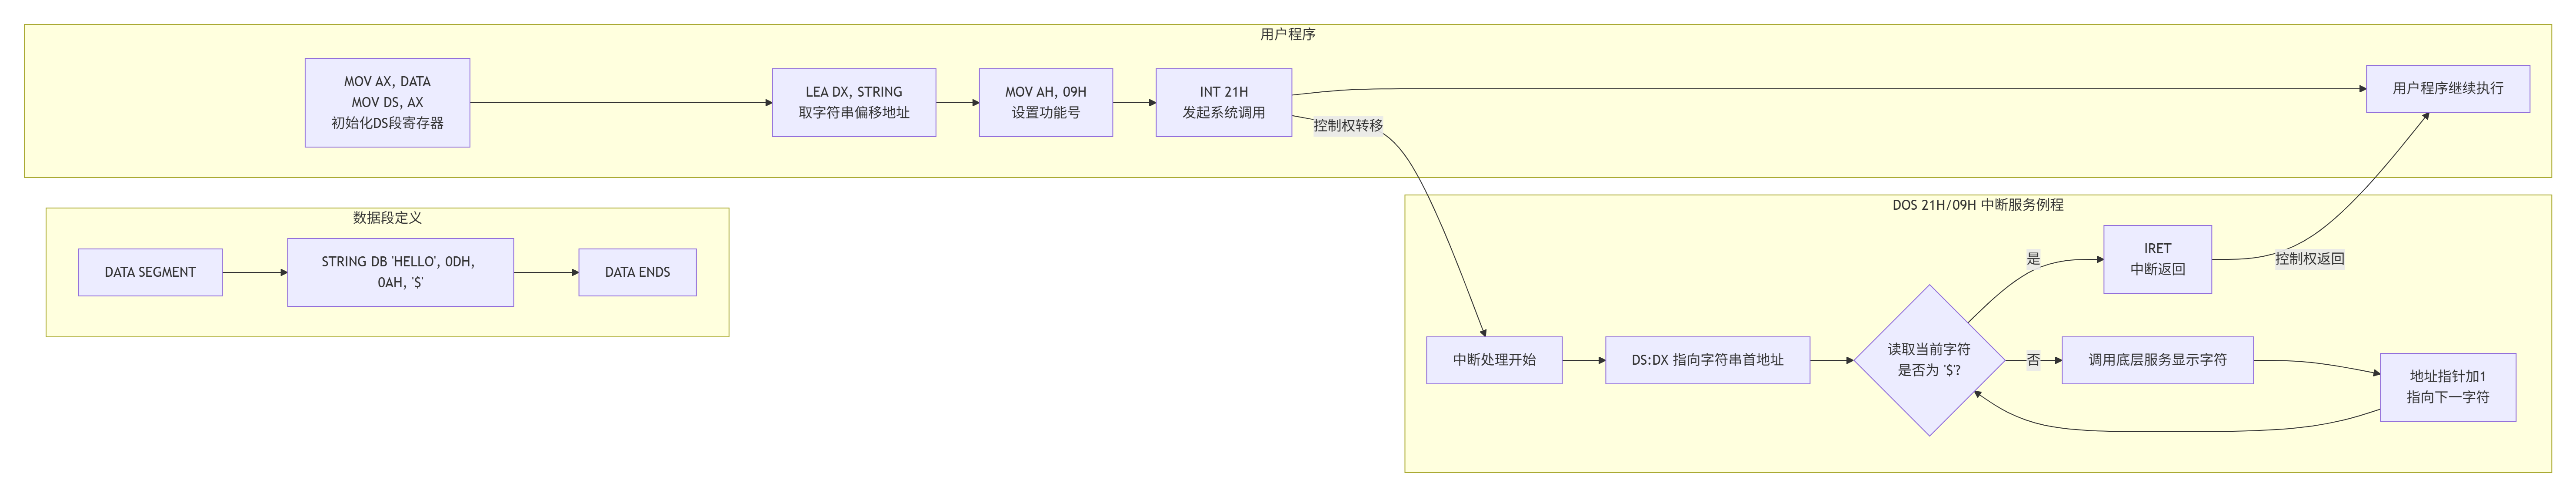 用户程序
MOV AX, DATA
MOV DS, AX
初始化DS段寄存器
LEA DX, STRING
取字符串偏移地址
MOV AH, 09H
设置功能号
INT 21H
发起系统调用
用户程序继续执行
控制权转移
数据段定义
DATA SEGMENT
STRING DB 'HELLO', 0DH,
0AH, '$'
DATA ENDS
DOS 21H/09H 中断服务例程
中断处理开始
DS:DX 指向字符串首地址
读取当前字符
是否为 '$'?
是
IRET
中断返回
控制权返回
否
调用底层服务显示字符
地址指针加1
指向下一字符